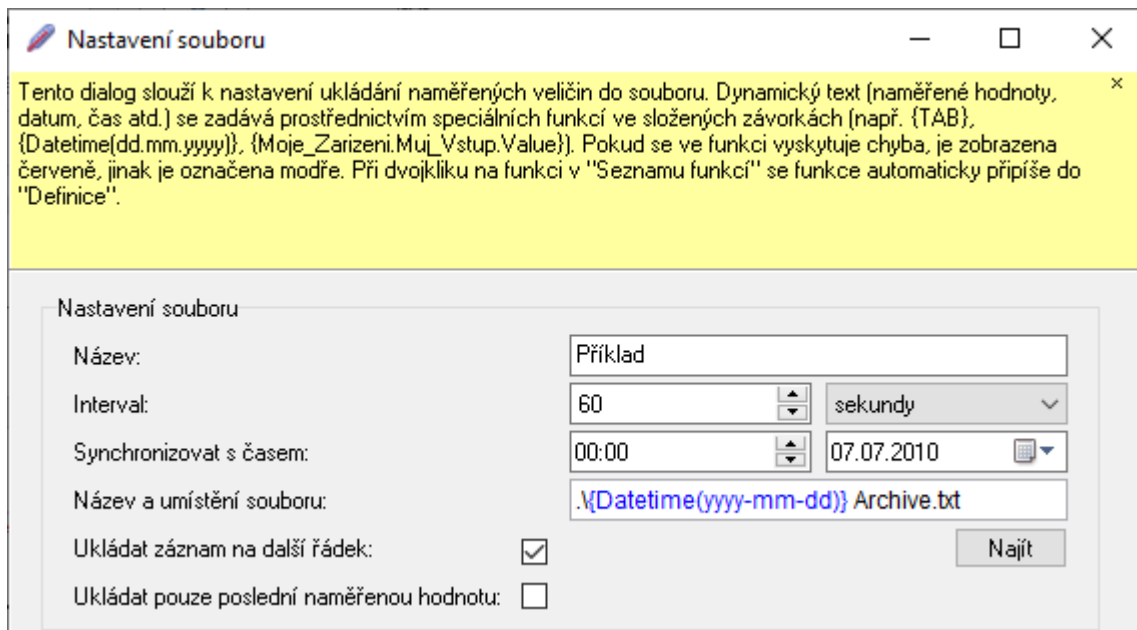 Nastavení souboru
Tento dialog slouží k nastavení ukládání naměřených veličin do souboru. Dynamický text (naměřené hodnoty,
datum, čas atd.) se zadává prostřednictvím speciálních funkcí ve složených závorkách (např. {TAB},
{Datetime(dd.mm.yyyy)}, {Moje_Zarizeni.Muj_Vstup.Value}). Pokud se ve funkci vyskytuje chyba, je zobrazena
červeně, jinak je označena modře. Při dvojkliku na funkci v "Seznamu funkcí" se funkce automaticky připíše do
"Definice".
Nastavení souboru
Název: Příklad
Interval: 60 sekundy
Synchronizovat s časem: 00:00 07.07.2010
Název a umístění souboru: .\{Datetime(yyyy-mm-dd)} Archive.txt
Ukládat záznam na další řádek: Najít
Ukládat pouze poslední naměřenou hodnotu: